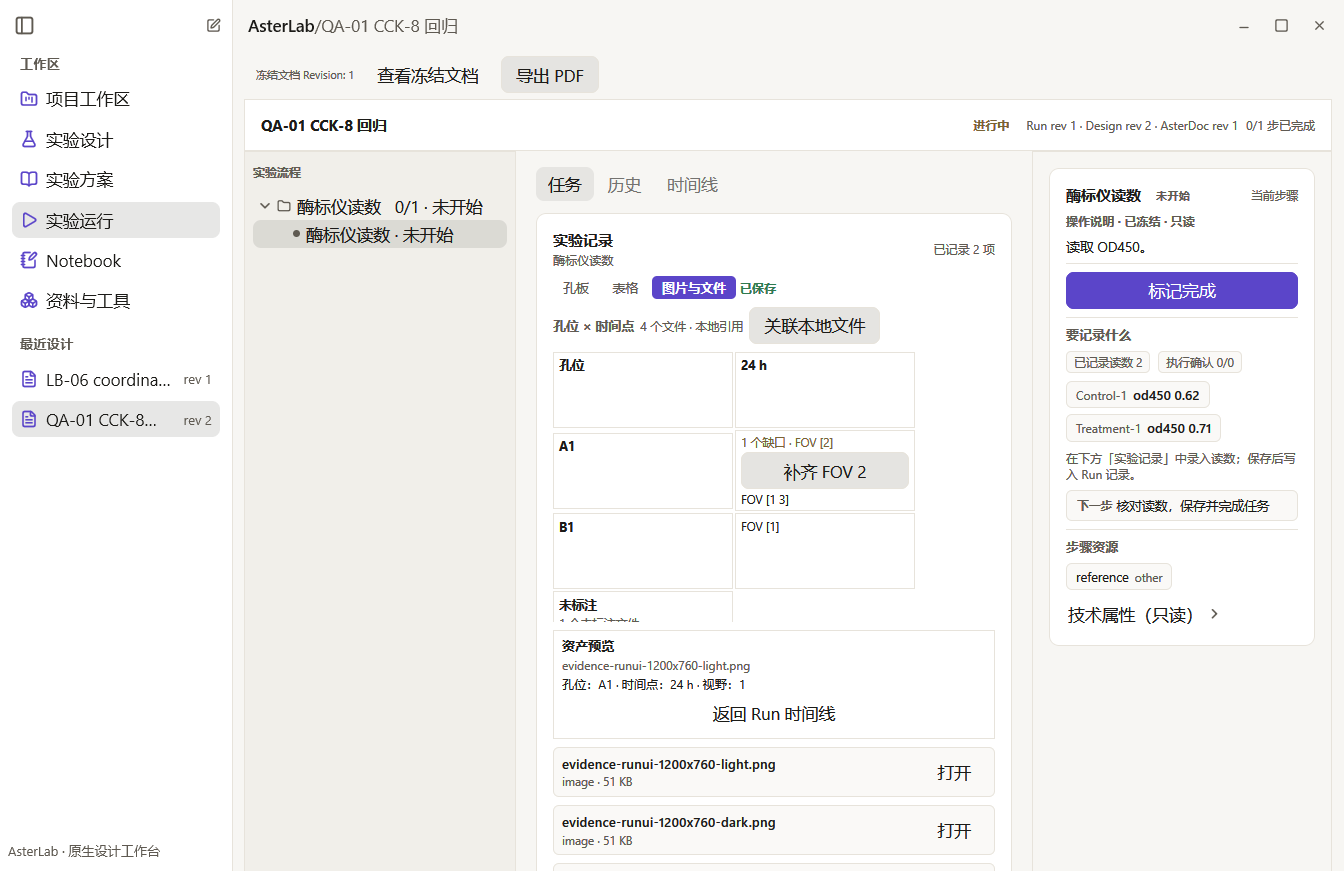 AsterLab/QA-01 CCK-8 回归
工作区
项目工作区
实验设计
实验方案
实验运行
Notebook
资料与工具
最近设计
LB-06 coordina... rev 1
QA-01 CCK-8... rev 2
AsterLab · 原生设计工作台
冻结文档 Revision: 1 查看冻结文档 导出 PDF
QA-01 CCK-8 回归 进行中 Run rev 1 · Design rev 2 · AsterDoc rev 1 0/1 步已完成
实验流程
酶标仪读数 0/1 · 未开始
酶标仪读数 · 未开始
任务 历史 时间线
实验记录
酶标仪读数
已记录 2 项
孔板 表格 图片与文件 已保存
孔位 × 时间点 4 个文件 · 本地引用 关联本地文件
孔位 24 h
A1
1 个缺口 · FOV [2]
补齐 FOV 2
FOV [1 3]
B1 FOV [1]
未标注
1 个未标注文件
资产预览
evidence-runui-1200x760-light.png
孔位：A1 · 时间点：24 h · 视野：1
返回 Run 时间线
evidence-runui-1200x760-light.png
image · 51 KB
打开
evidence-runui-1200x760-dark.png
image · 51 KB
打开
酶标仪读数 未开始 当前步骤
操作说明 · 已冻结 · 只读
读取 OD450。
标记完成
要记录什么
已记录读数 2 执行确认 0/0
Control-1 od450 0.62
Treatment-1 od450 0.71
在下方「实验记录」中录入读数；保存后写
入 Run 记录。
下一步 核对读数，保存并完成任务
步骤资源
reference other
技术属性（只读）